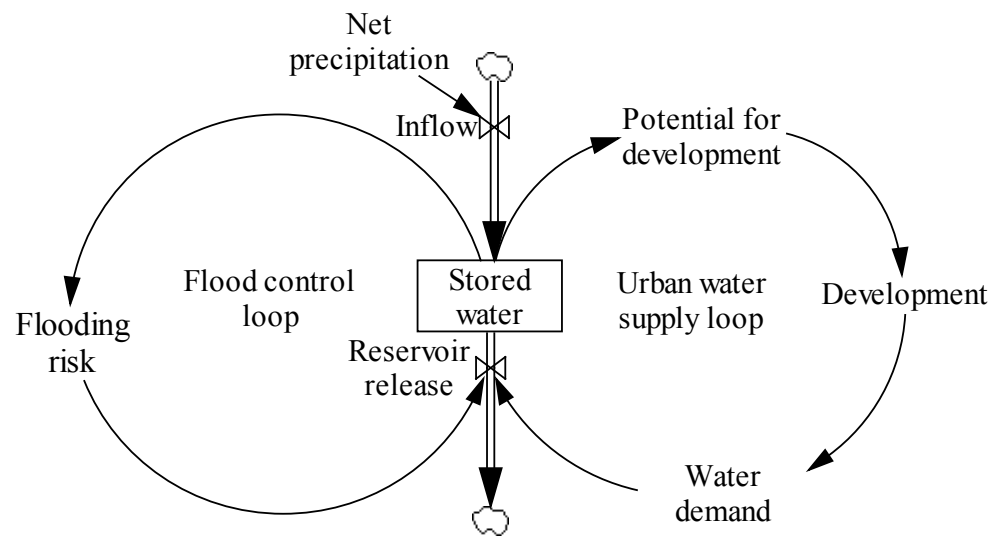 Net
precipitation
Inflow
Potential for
development
Flood control
loop
Stored
water
Urban water
supply loop
Development
Flooding
risk
Reservoir
release
Water
demand